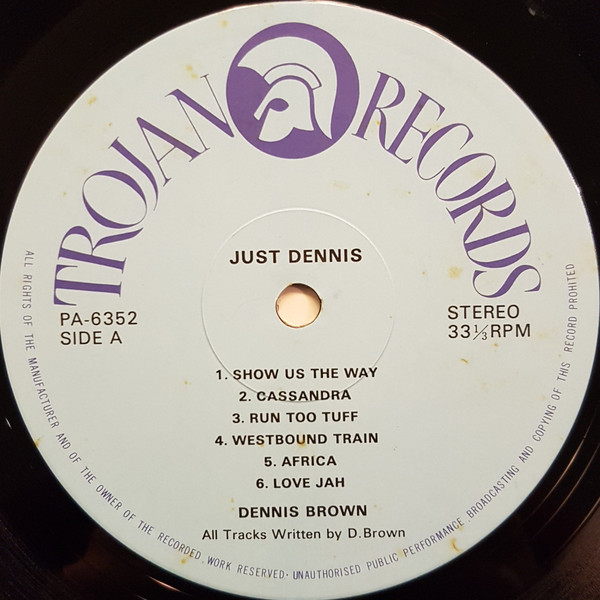 TROJAN RECORDS
JUST DENNIS
PA-6352
SIDE A
STEREO
33⅓RPM
1. SHOW US THE WAY
2. CASSANDRA
3. RUN TOO TUFF
4. WESTBOUND TRAIN
5. AFRICA
6. LOVE JAH
DENNIS BROWN
All Tracks Written by D.Brown
ALL RIGHTS OF THE MANUFACTURER AND OF THE OWNER OF THE RECORDED WORK RESERVED· UNAUTHORISED PUBLIC PERFORMANCE BROADCASTING AND COPYING OF THIS RECORD PROHIBITED